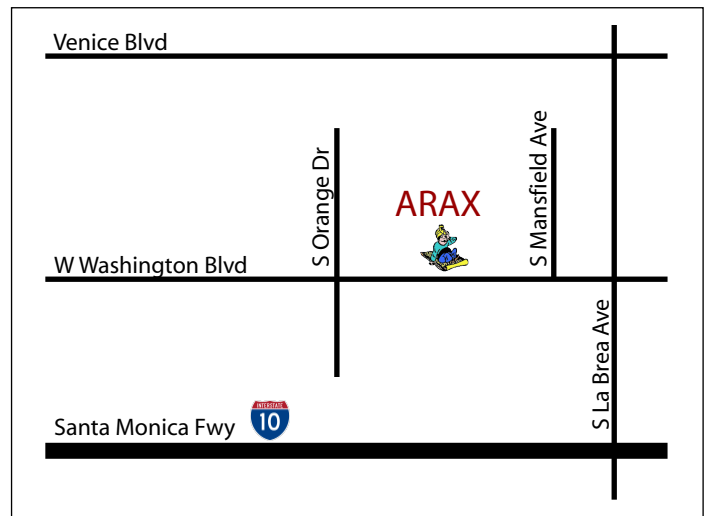 Venice Blvd
S Orange Dr
ARAX
S Mansfield Ave
W Washington Blvd
S La Brea Ave
Santa Monica Fwy
INTERSTATE
10